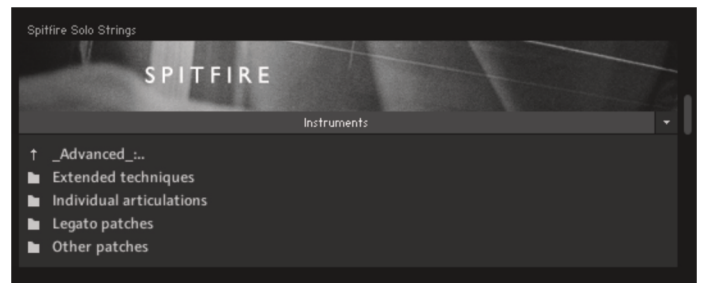 Spitfire Solo Strings
SPITFIRE
Instruments
↑ _Advanced_:..
Extended techniques
Individual articulations
Legato patches
Other patches